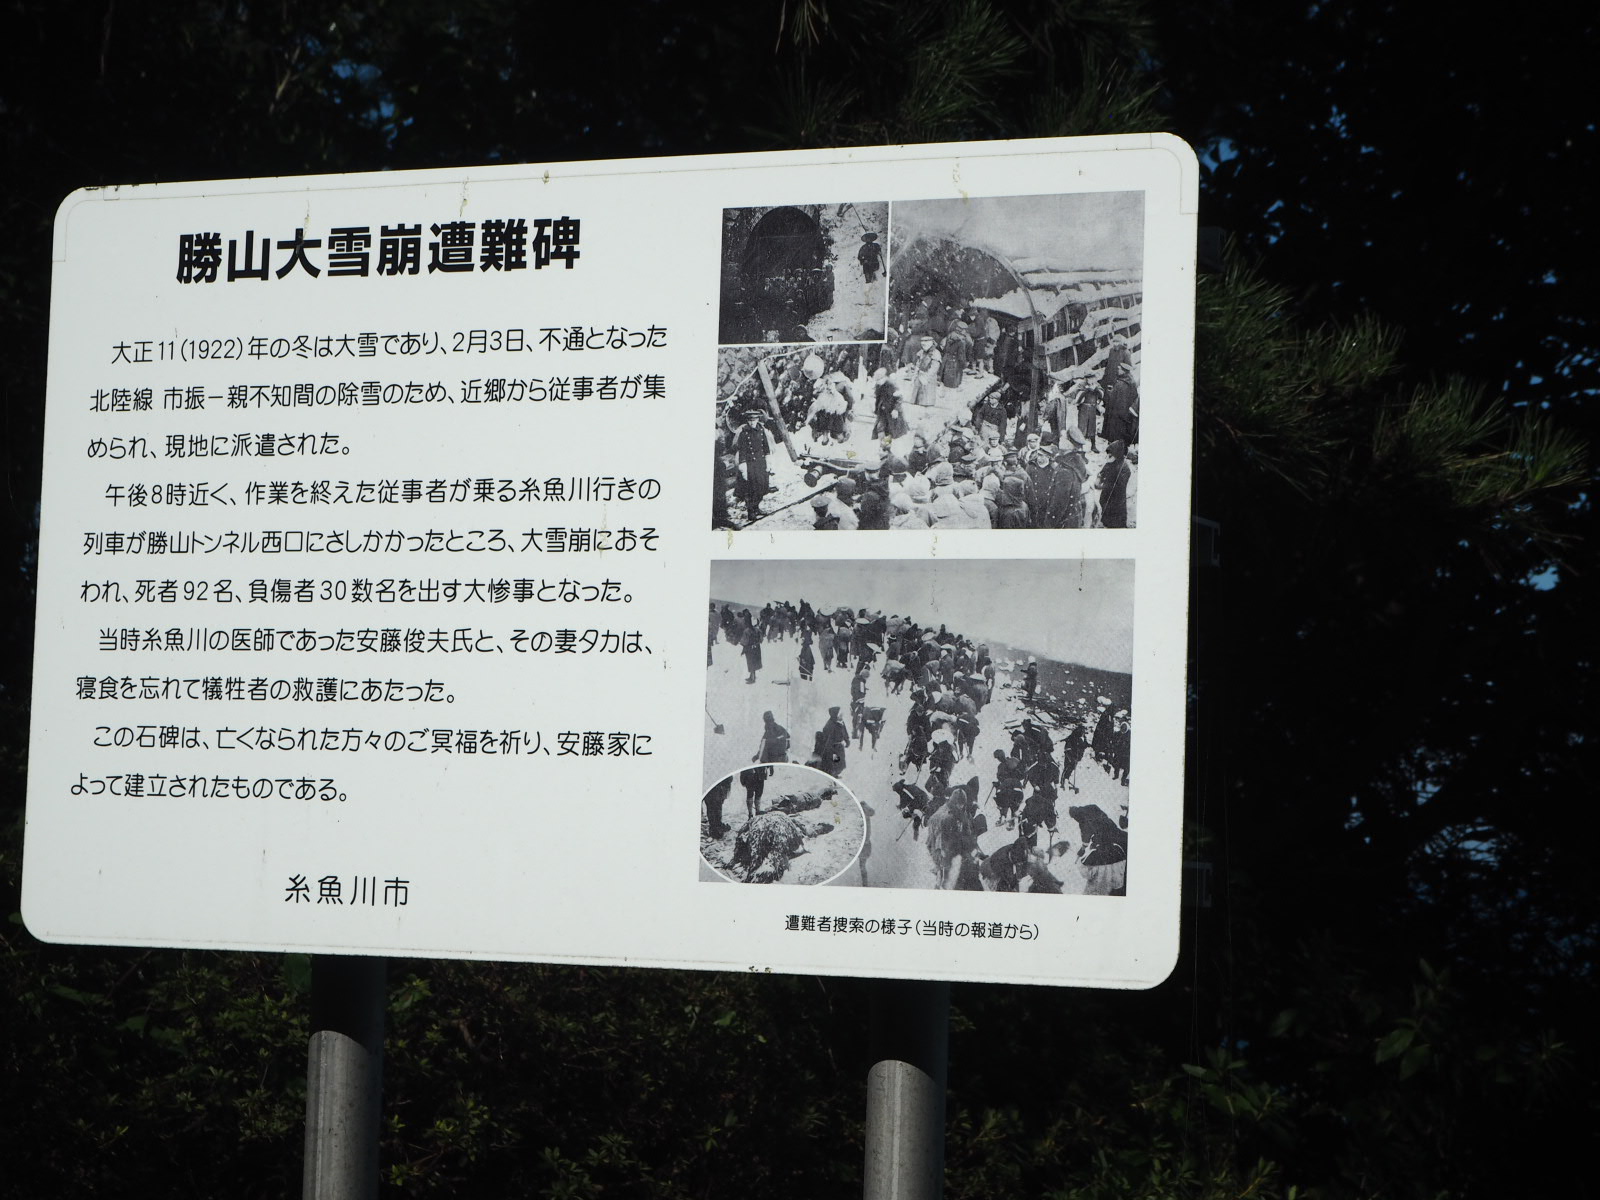 勝山大雪崩遭難碑
大正11(1922)年の冬は大雪であり、2月3日、不通となった
北陸線 市振－親不知間の除雪のため、近郷から従事者が集
められ、現地に派遣された。
午後8時近く、作業を終えた従事者が乗る糸魚川行きの
列車が勝山トンネル西口にさしかかったところ、大雪崩におそ
われ、死者92名、負傷者30数名を出す大惨事となった。
当時糸魚川の医師であった安藤俊夫氏と、その妻タカは、
寝食を忘れて犠牲者の救護にあたった。
この石碑は、亡くなられた方々のご冥福を祈り、安藤家に
よって建立されたものである。
糸魚川市
遭難者捜索の様子(当時の報道から)